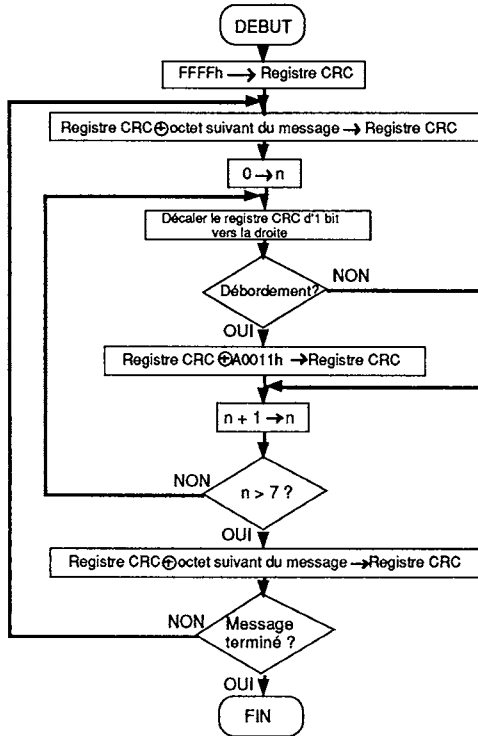 DEBUT
FFFFh → Registre CRC
Registre CRC⊕octet suivant du message → Registre CRC
0 → n
Décaler le registre CRC d'1 bit
vers la droite
Débordement?
NON
OUI
Registre CRC ⊕A0011h → Registre CRC
n + 1 → n
NON
n > 7 ?
OUI
Registre CRC⊕octet suivant du message → Registre CRC
NON
Message
terminé ?
OUI
FIN